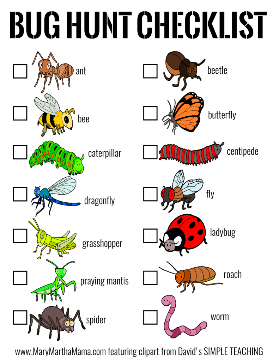 BUG HUNT CHECKLIST
ant
beetle
bee
butterfly
caterpillar
centipede
dragonfly
fly
grasshopper
ladybug
praying mantis
roach
spider
worm
www.MaryMarthaMama.com featuring clipart from David's SIMPLE TEACHING